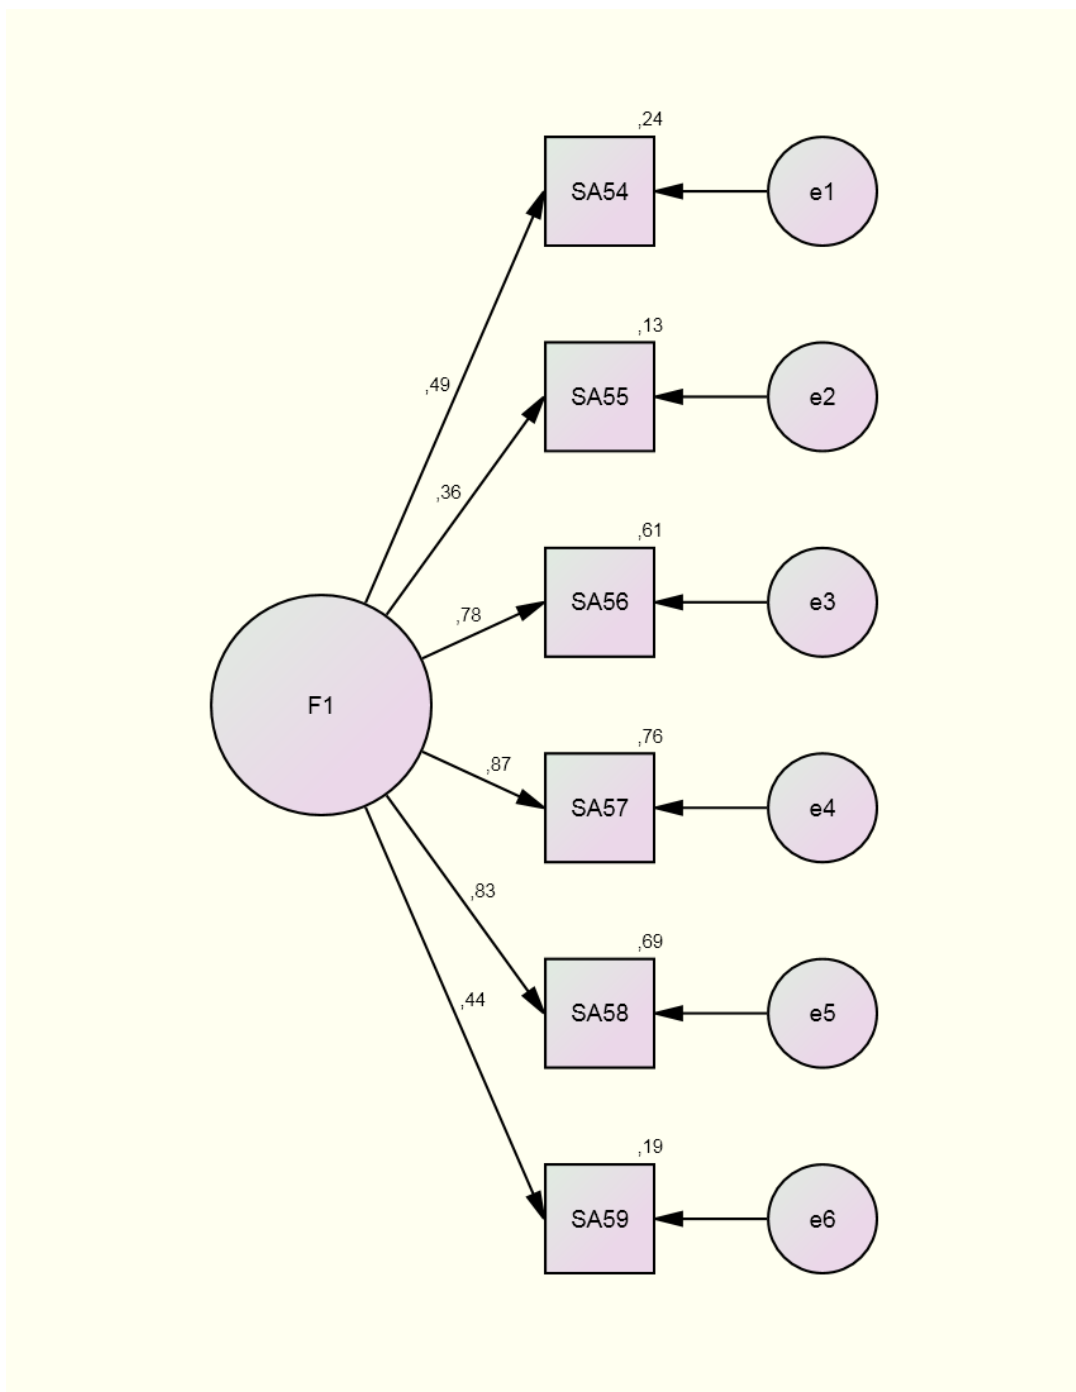 ,24
SA54
e1
,49
,13
SA55
e2
,36
,61
SA56
e3
,78
F1
,76
SA57
e4
,87
,83
,69
SA58
e5
,44
,19
SA59
e6